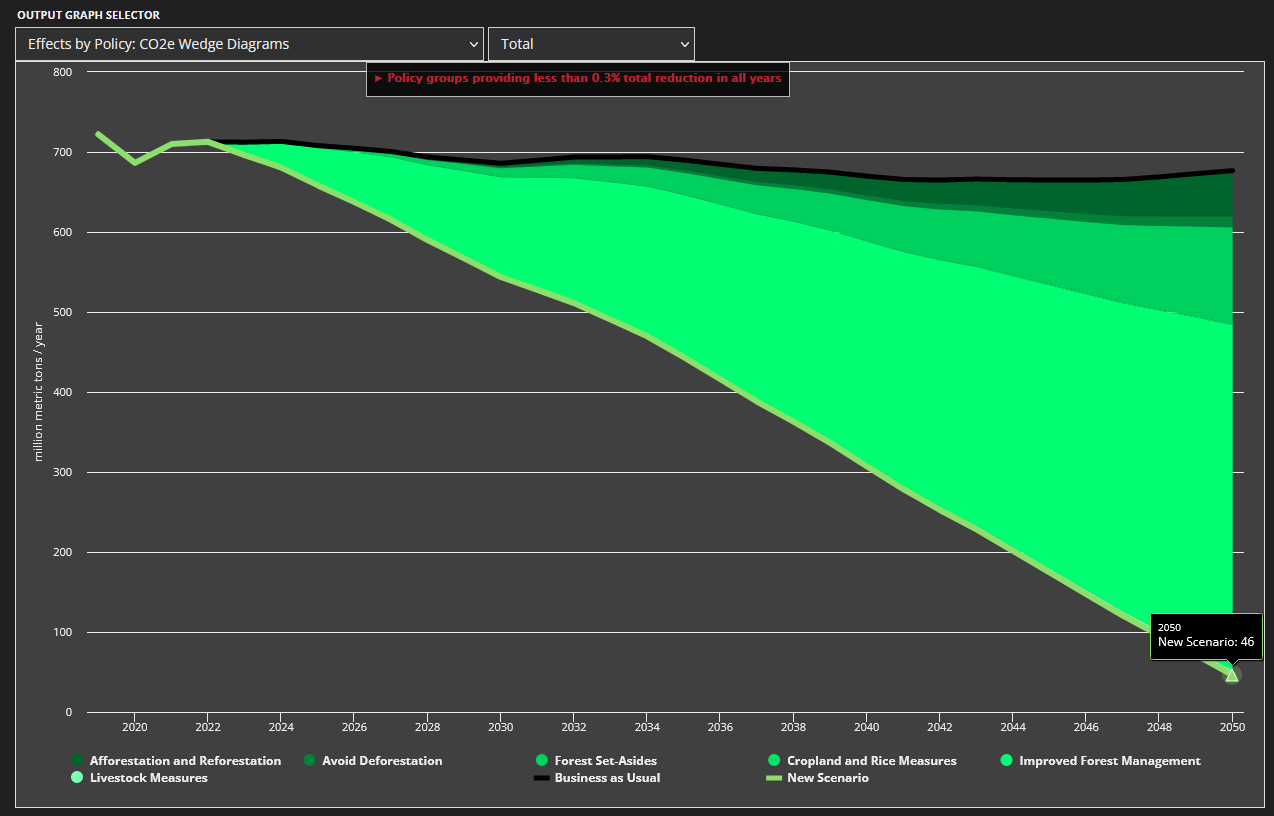 OUTPUT GRAPH SELECTOR
Effects by Policy: CO2e Wedge Diagrams
Total
► Policy groups providing less than 0.3% total reduction in all years
800
700
600
500
400
300
200
100
0
million metric tons / year
2050
New Scenario: 46
2020 2022 2024 2026 2028 2030 2032 2034 2036 2038 2040 2042 2044 2046 2048 2050
Afforestation and Reforestation Avoid Deforestation Forest Set-Asides Cropland and Rice Measures Improved Forest Management
Livestock Measures Business as Usual New Scenario